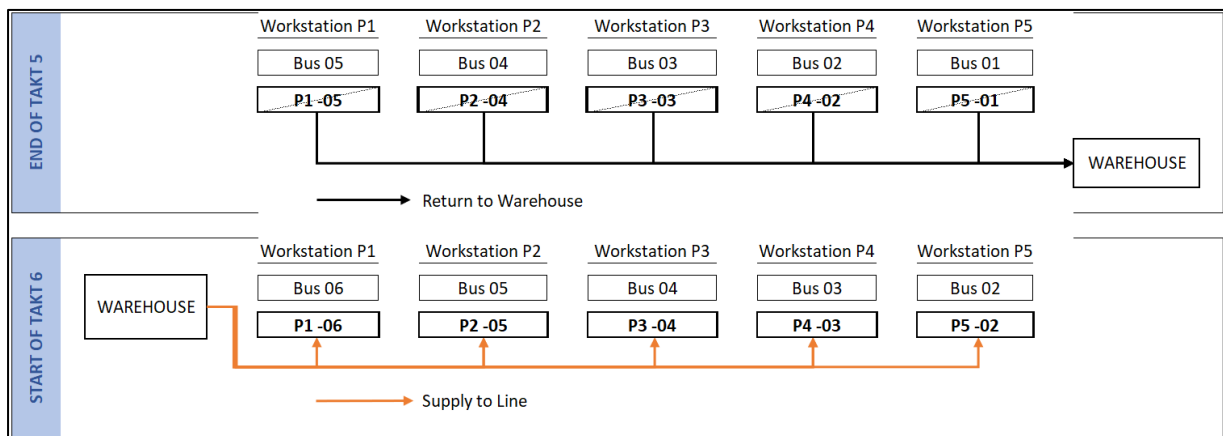 END OF TAKT 5
Workstation P1 Workstation P2 Workstation P3 Workstation P4 Workstation P5
Bus 05 Bus 04 Bus 03 Bus 02 Bus 01
P1 -05 P2 -04 P3 -03 P4 -02 P5 -01
WAREHOUSE
Return to Warehouse
START OF TAKT 6
Workstation P1 Workstation P2 Workstation P3 Workstation P4 Workstation P5
WAREHOUSE
Bus 06 Bus 05 Bus 04 Bus 03 Bus 02
P1 -06 P2 -05 P3 -04 P4 -03 P5 -02
Supply to Line